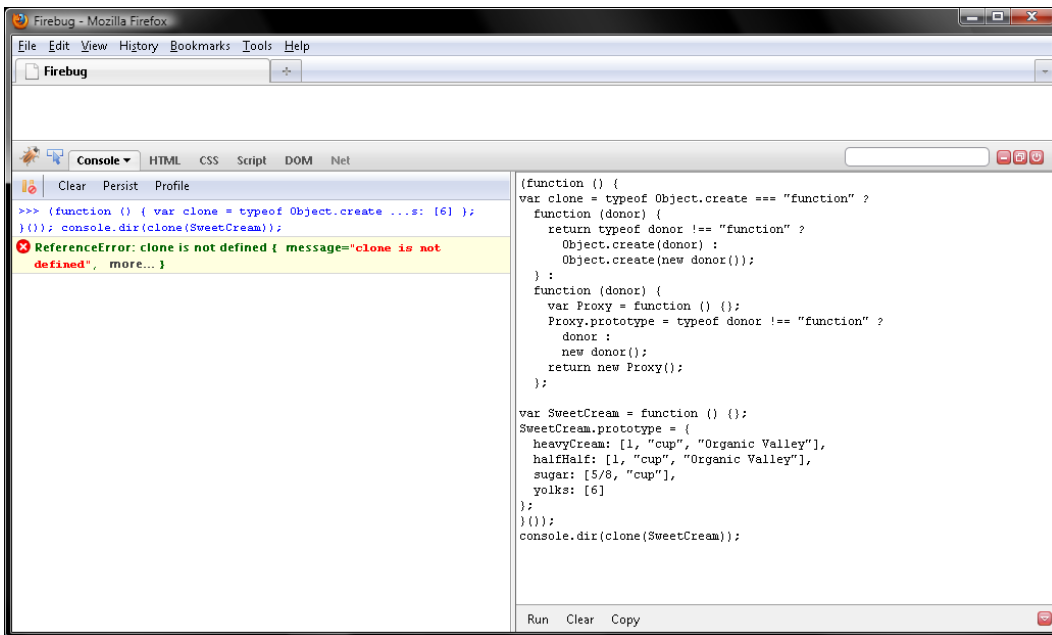 Firebug - Mozilla Firefox
File Edit View History Bookmarks Tools Help
Firebug
Console HTML CSS Script DOM Net
Clear Persist Profile
>>> (function () { var clone = typeof Object.create ...s: [6] };
}()); console.dir(clone(SweetCream));
ReferenceError: clone is not defined { message="clone is not
defined", more... }
(function () {
var clone = typeof Object.create === "function" ?
  function (donor) {
    return typeof donor !== "function" ?
      Object.create(donor) :
      Object.create(new donor());
  } :
  function (donor) {
    var Proxy = function () {};
    Proxy.prototype = typeof donor !== "function" ?
      donor :
      new donor();
    return new Proxy();
  };
var SweetCream = function () {};
SweetCream.prototype = {
  heavyCream: [1, "cup", "Organic Valley"],
  halfHalf: [1, "cup", "Organic Valley"],
  sugar: [5/8, "cup"],
  yolks: [6]
};
}());
console.dir(clone(SweetCream));
Run Clear Copy